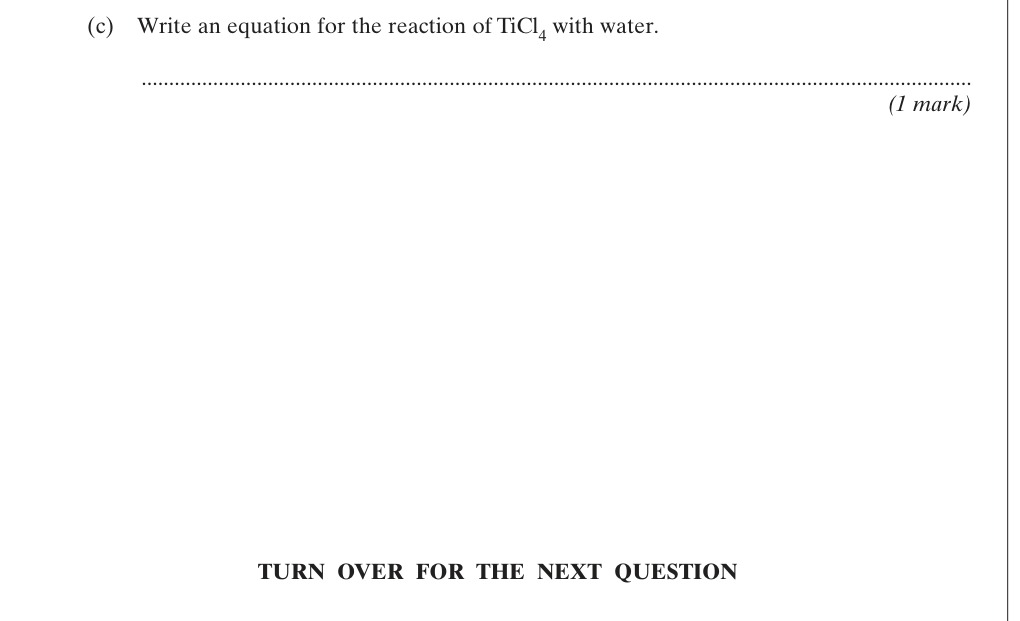 (c) Write an equation for the reaction of TiCl₄ with water.
....................................................................................................................................................
(1 mark)
TURN OVER FOR THE NEXT QUESTION